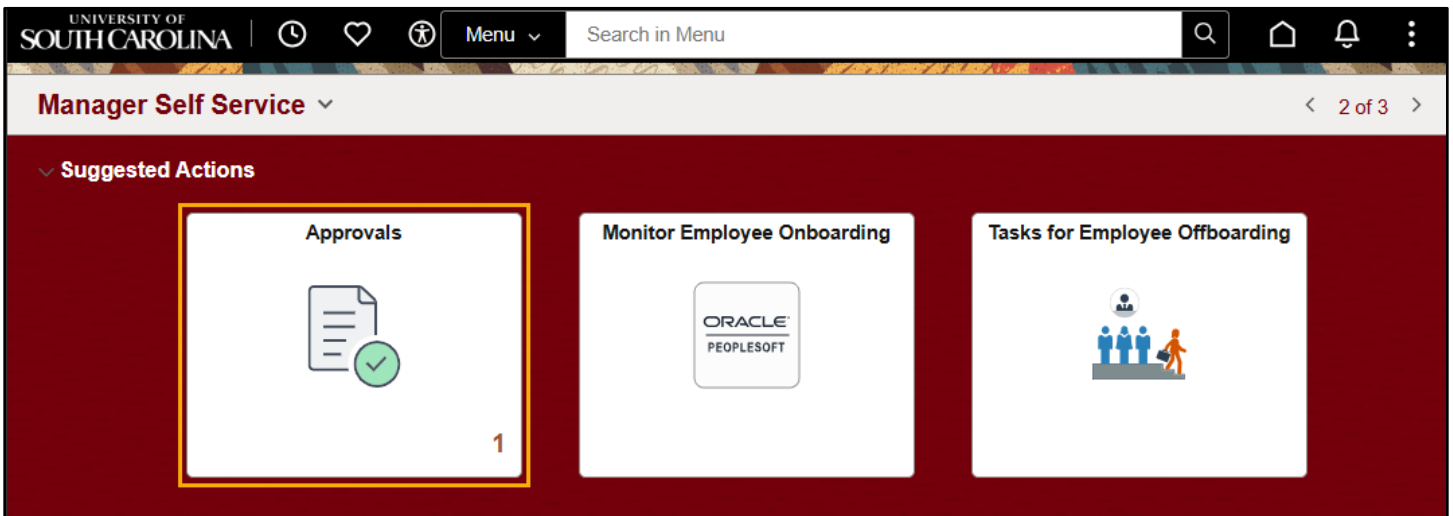 UNIVERSITY OF
SOUTH CAROLINA
Menu
Search in Menu
Manager Self Service
2 of 3
Suggested Actions
Approvals
1
Monitor Employee Onboarding
ORACLE
PEOPLESOFT
Tasks for Employee Offboarding